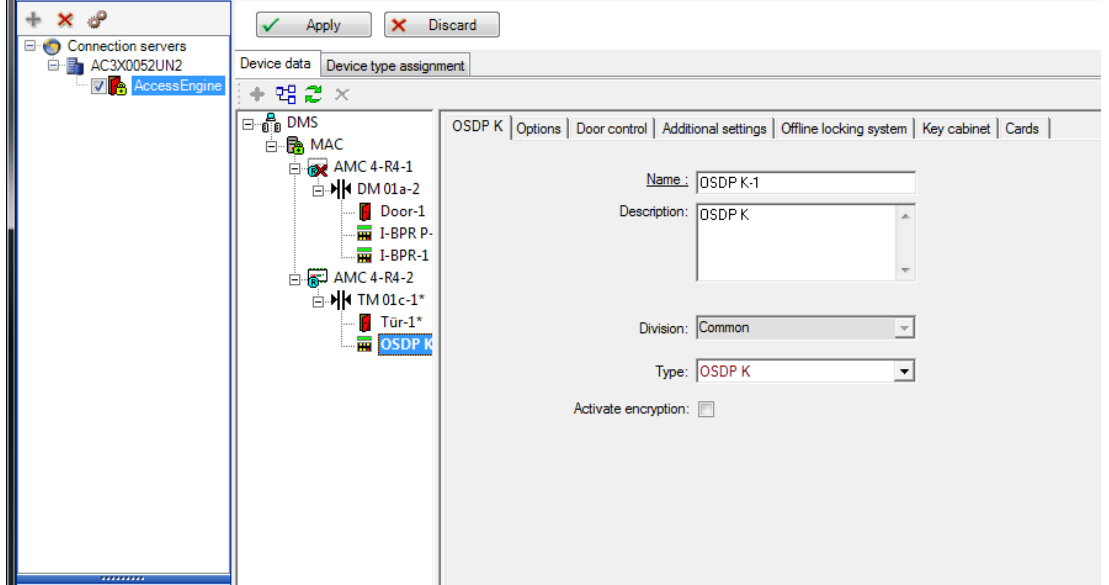 Apply
Discard
Connection servers
AC3X0052UN2
AccessEngine
Device data
Device type assignment
DMS
MAC
AMC 4-R4-1
DM 01a-2
Door-1
I-BPR P-
I-BPR-1
AMC 4-R4-2
TM 01c-1*
Tür-1*
OSDP K
OSDP K
Options
Door control
Additional settings
Offline locking system
Key cabinet
Cards
Name :
OSDP K-1
Description:
OSDP K
Division:
Common
Type:
OSDP K
Activate encryption: